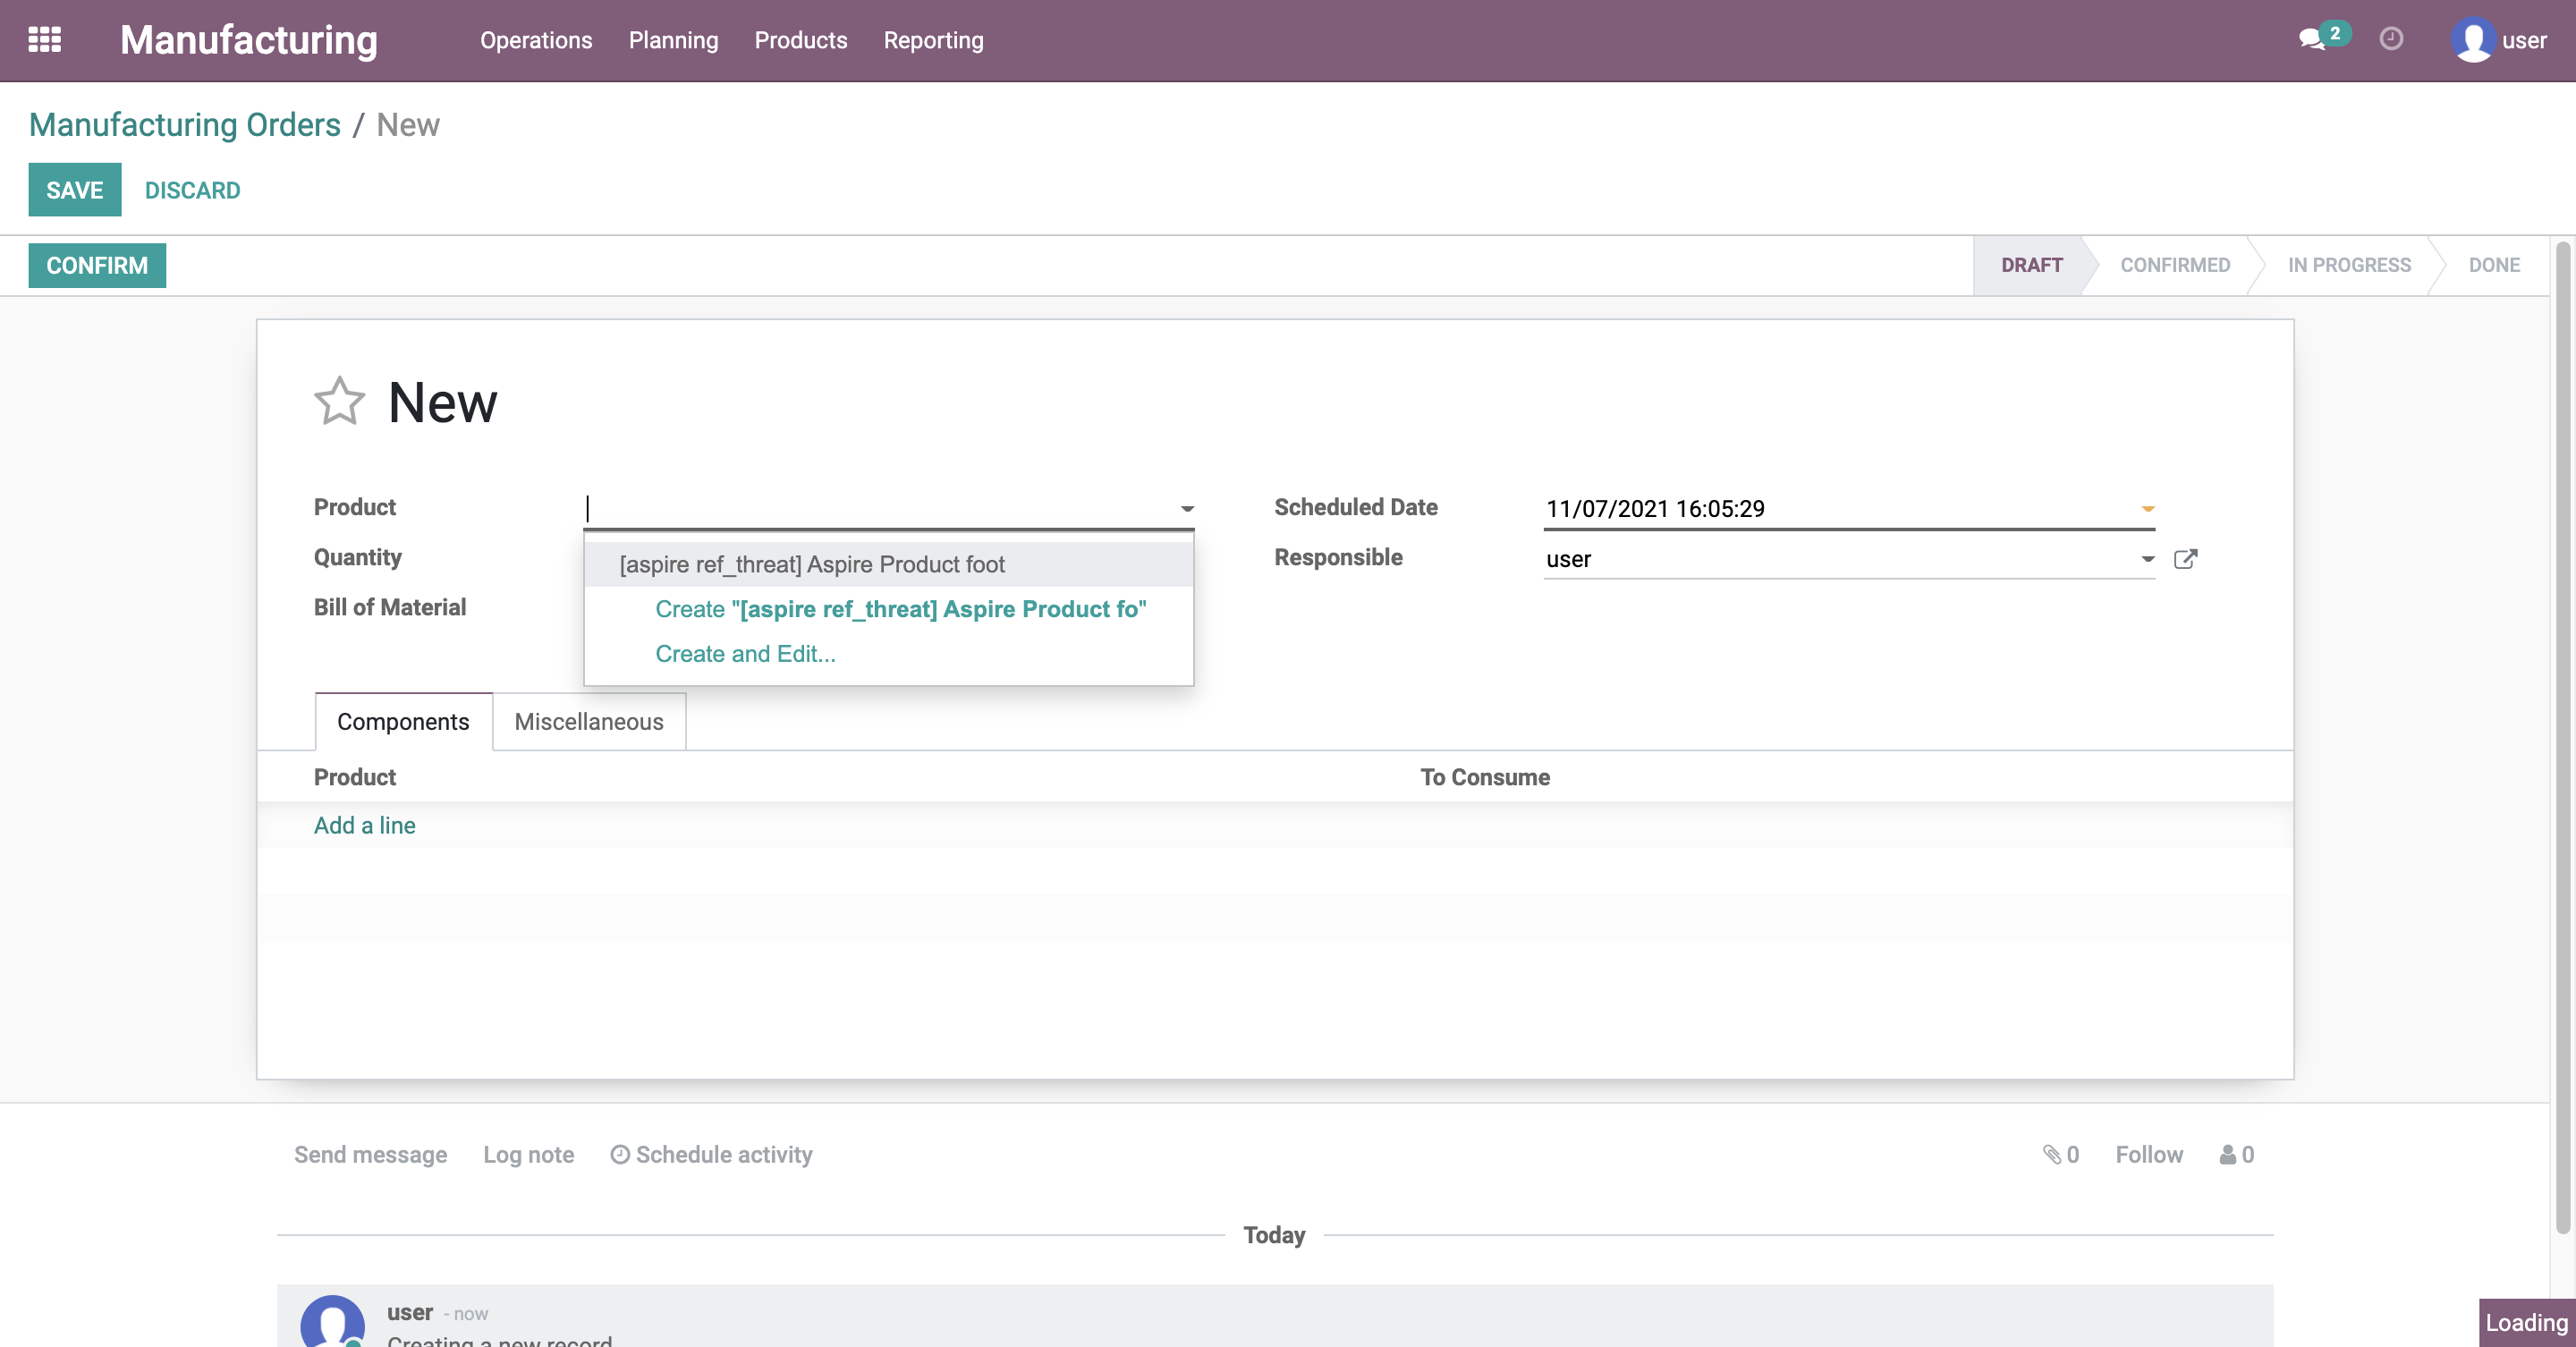 Manufacturing Operations Planning Products Reporting 2 user
Manufacturing Orders / New
SAVE DISCARD
CONFIRM DRAFT CONFIRMED IN PROGRESS DONE
New
Product Scheduled Date 11/07/2021 16:05:29
Quantity [aspire ref_threat] Aspire Product foot Responsible user
Bill of Material Create "[aspire ref_threat] Aspire Product fo"
Create and Edit...
Components Miscellaneous
Product To Consume
Add a line
Send message Log note Schedule activity 0 Follow 0
Today
user - now
Creating a new record
Loading